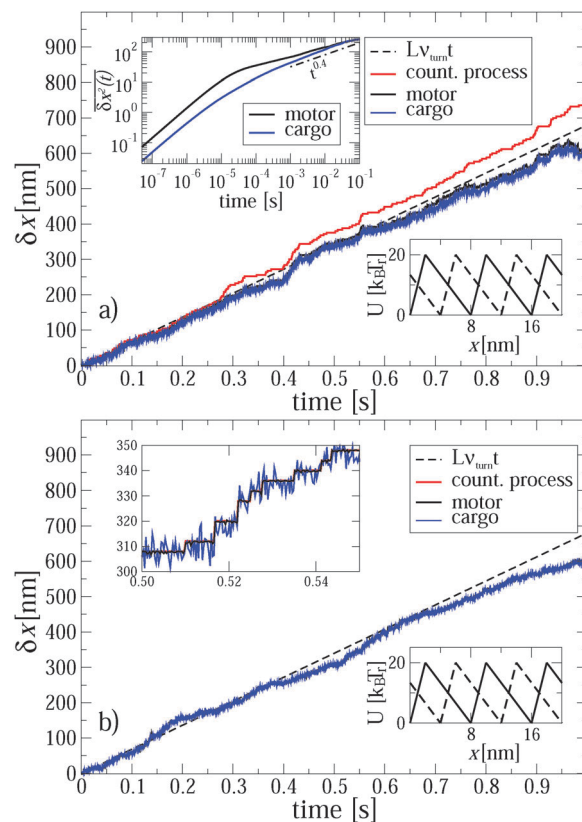 10²
10¹
10⁰
10⁻¹
δx²(t)
t⁰·⁴
motor
cargo
10⁻⁷ 10⁻⁶ 10⁻⁵ 10⁻⁴ 10⁻³ 10⁻² 10⁻¹
time [s]
Lνturn t
count. process
motor
cargo
900
800
700
600
500
400
300
200
100
0
δx[nm]
20
0
U [kBTr]
8 16
x[nm]
a)
0 0.1 0.2 0.3 0.4 0.5 0.6 0.7 0.8 0.9
time [s]
350
340
330
320
310
300
0.50 0.52 0.54
Lνturn t
count. process
motor
cargo
900
800
700
600
500
400
300
200
100
0
δx[nm]
20
0
U [kBTr]
8 16
x[nm]
b)
0 0.1 0.2 0.3 0.4 0.5 0.6 0.7 0.8 0.9
time [s]